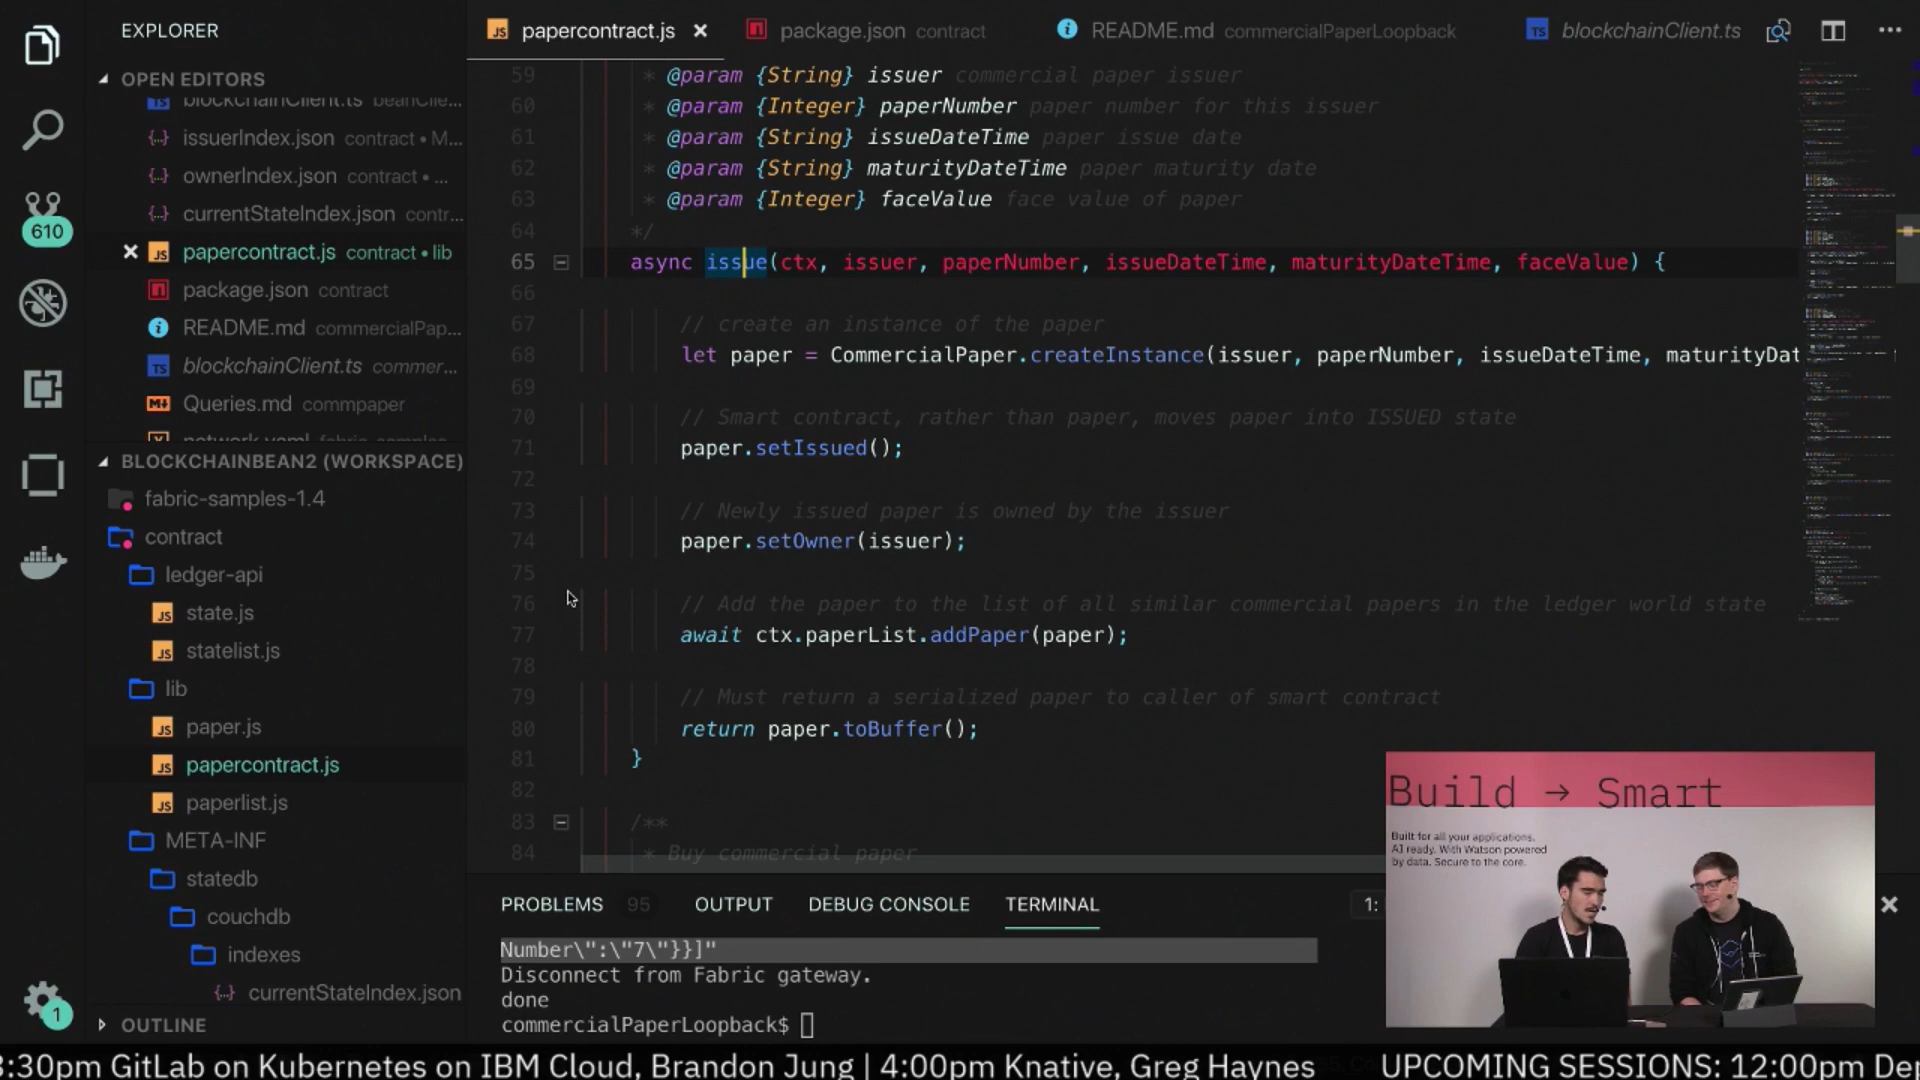 EXPLORER
OPEN EDITORS
blockchainClient.ts beanClie...
issuerIndex.json contract • M...
ownerIndex.json contract • ...
currentStateIndex.json contr...
papercontract.js contract • lib
package.json contract
README.md commercialPap...
blockchainClient.ts commer...
Queries.md commpaper
network.yaml fabric-samples
BLOCKCHAINBEAN2 (WORKSPACE)
fabric-samples-1.4
contract
ledger-api
state.js
statelist.js
lib
paper.js
papercontract.js
paperlist.js
META-INF
statedb
couchdb
indexes
currentStateIndex.json
OUTLINE
610
1
papercontract.js
package.json contract
README.md commercialPaperLoopback
blockchainClient.ts
59 * @param {String} issuer commercial paper issuer
60 * @param {Integer} paperNumber paper number for this issuer
61 * @param {String} issueDateTime paper issue date
62 * @param {String} maturityDateTime paper maturity date
63 * @param {Integer} faceValue face value of paper
64 */
65 async issue(ctx, issuer, paperNumber, issueDateTime, maturityDateTime, faceValue) {
66
67 // create an instance of the paper
68 let paper = CommercialPaper.createInstance(issuer, paperNumber, issueDateTime, maturityDat
69
70 // Smart contract, rather than paper, moves paper into ISSUED state
71 paper.setIssued();
72
73 // Newly issued paper is owned by the issuer
74 paper.setOwner(issuer);
75
76 // Add the paper to the list of all similar commercial papers in the ledger world state
77 await ctx.paperList.addPaper(paper);
78
79 // Must return a serialized paper to caller of smart contract
80 return paper.toBuffer();
81 }
82
83 /**
84 * Buy commercial paper
PROBLEMS 95 OUTPUT DEBUG CONSOLE TERMINAL 1:
Number\":\"7\"}}]"
Disconnect from Fabric gateway.
done
commercialPaperLoopback$
Build → Smart
Built for all your applications.
AI ready. With Watson powered
by data. Secure to the core.
3:30pm GitLab on Kubernetes on IBM Cloud, Brandon Jung | 4:00pm Knative, Greg Haynes UPCOMING SESSIONS: 12:00pm Dep